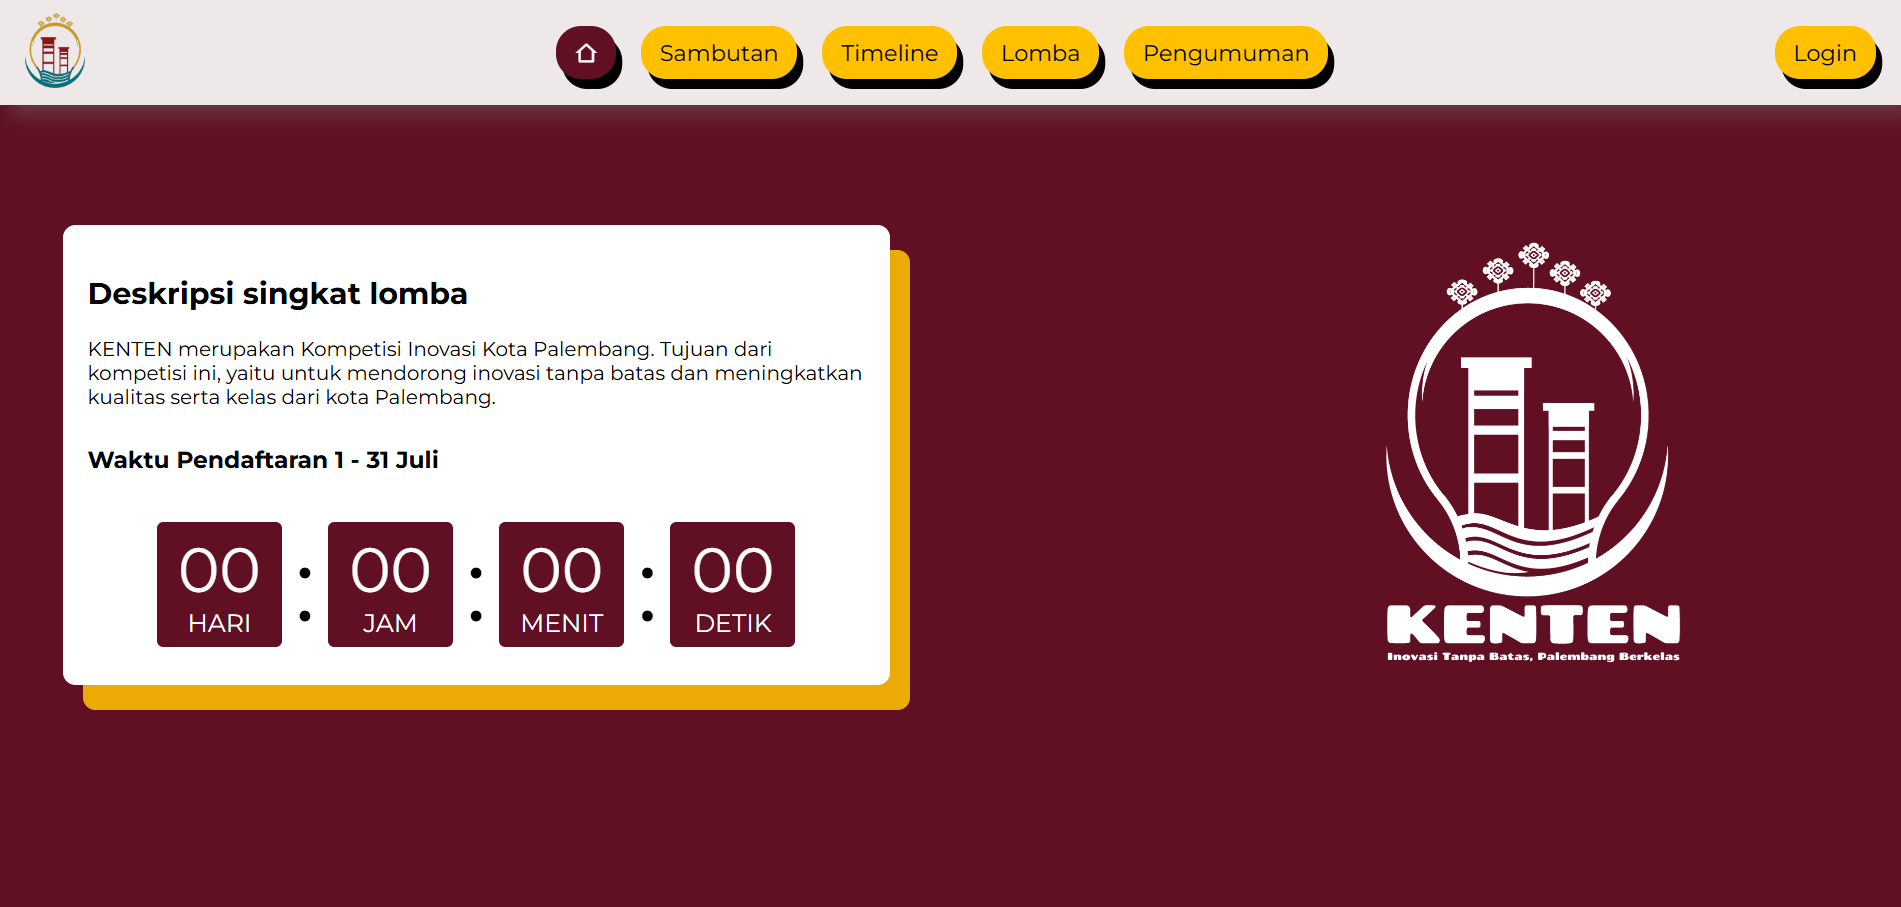 Sambutan
Timeline
Lomba
Pengumuman
Login
Deskripsi singkat lomba
KENTEN merupakan Kompetisi Inovasi Kota Palembang. Tujuan dari
kompetisi ini, yaitu untuk mendorong inovasi tanpa batas dan meningkatkan
kualitas serta kelas dari kota Palembang.
Waktu Pendaftaran 1 - 31 Juli
00 : 00 : 00 : 00
HARI JAM MENIT DETIK
KENTEN
Inovasi Tanpa Batas, Palembang Berkelas